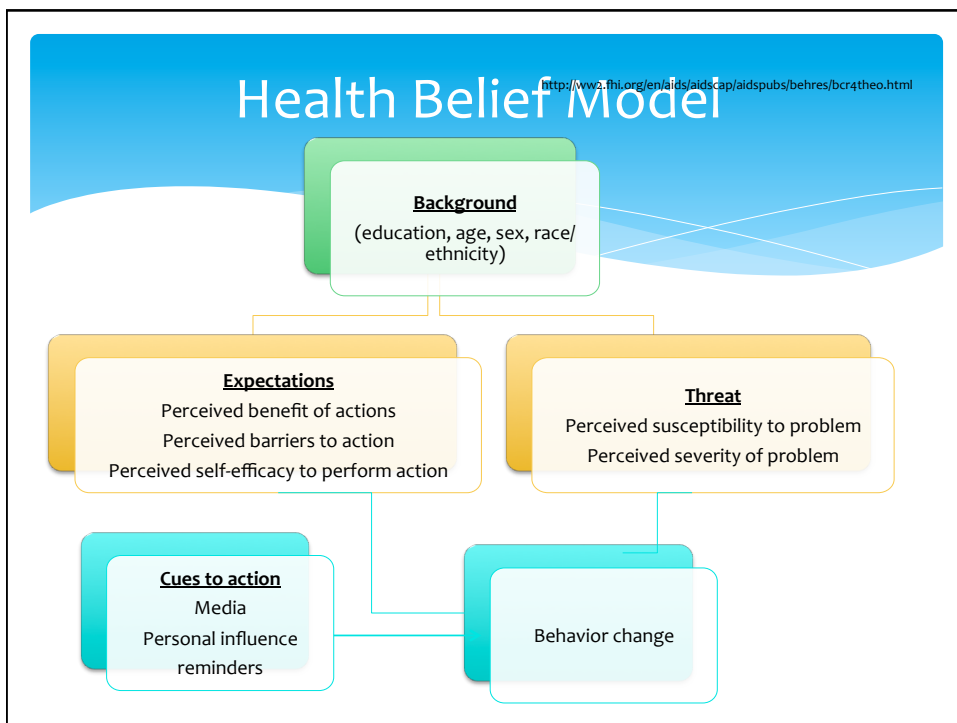 Health Belief Model
http://ww2.fhi.org/en/aids/aidscap/aidspubs/behres/bcr4theo.html
Background
(education, age, sex, race/
ethnicity)
Expectations
Perceived benefit of actions
Perceived barriers to action
Perceived self-efficacy to perform action
Threat
Perceived susceptibility to problem
Perceived severity of problem
Cues to action
Media
Personal influence
reminders
Behavior change